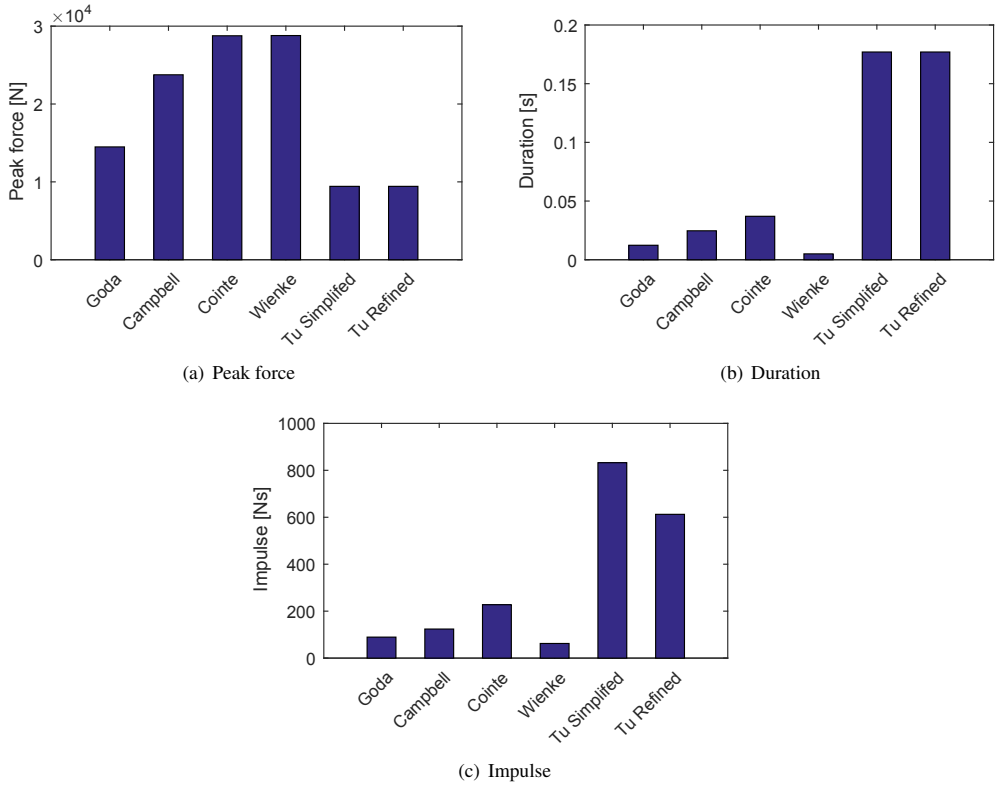 × 10⁴
3
2
1
0
Peak force [N]
Goda
Campbell
Cointe
Wienke
Tu Simplifed
Tu Refined
(a) Peak force
0.2
0.15
0.1
0.05
0
Duration [s]
Goda
Campbell
Cointe
Wienke
Tu Simplifed
Tu Refined
(b) Duration
1000
800
600
400
200
0
Impulse [Ns]
Goda
Campbell
Cointe
Wienke
Tu Simplifed
Tu Refined
(c) Impulse